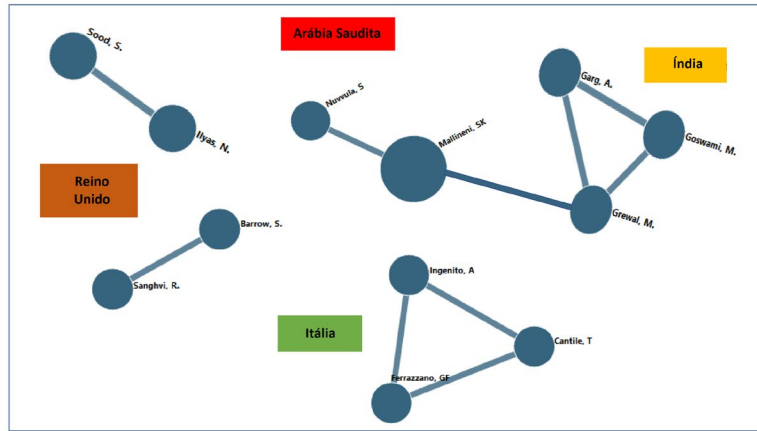 Sood, S.
Ilyas, N.
Arábia Saudita
Índia
Nuvvula, S
Mallineni, SK
Garg, A.
Goswami, M.
Grewal, M.
Reino
Unido
Barrow, S.
Sanghvi, R.
Itália
Ingenito, A
Cantile, T
Ferrazzano, GF